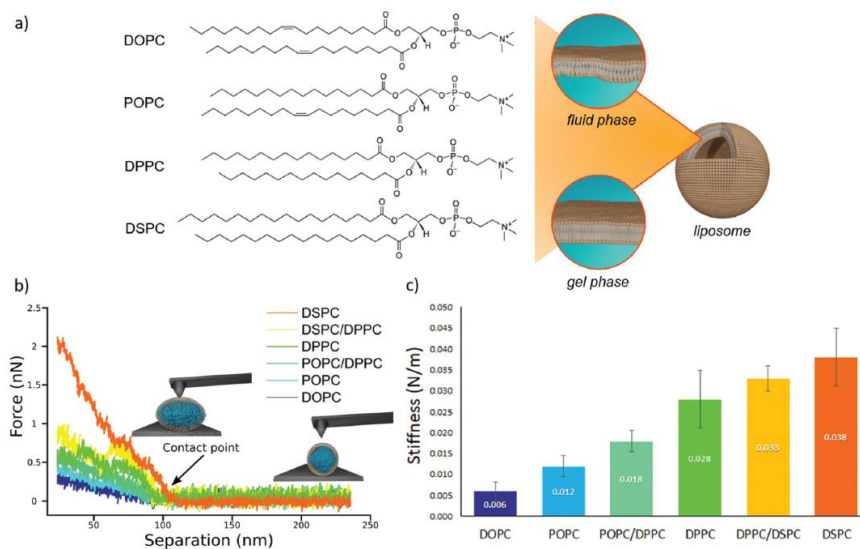 a)
DOPC
POPC
DPPC
DSPC
O
O
O
O
H
O
P
O
O⁻
O
N⁺
O
O
O
O
H
O
P
O
O⁻
O
N⁺
O
O
O
O
H
O
P
O
O⁻
O
N⁺
O
O
O
O
H
O
P
O
O⁻
O
N⁺
fluid phase
liposome
gel phase
b)
Force (nN)
2.5
2
1.5
1
0.5
0
DSPC
DSPC/DPPC
DPPC
POPC/DPPC
POPC
DOPC
Contact point
50
100
150
200
250
Separation (nm)
c)
Stiffness (N/m)
0.050
0.045
0.040
0.035
0.030
0.025
0.020
0.015
0.010
0.005
0.000
0.006
0.012
0.018
0.028
0.033
0.038
DOPC
POPC
POPC/DPPC
DPPC
DPPC/DSPC
DSPC